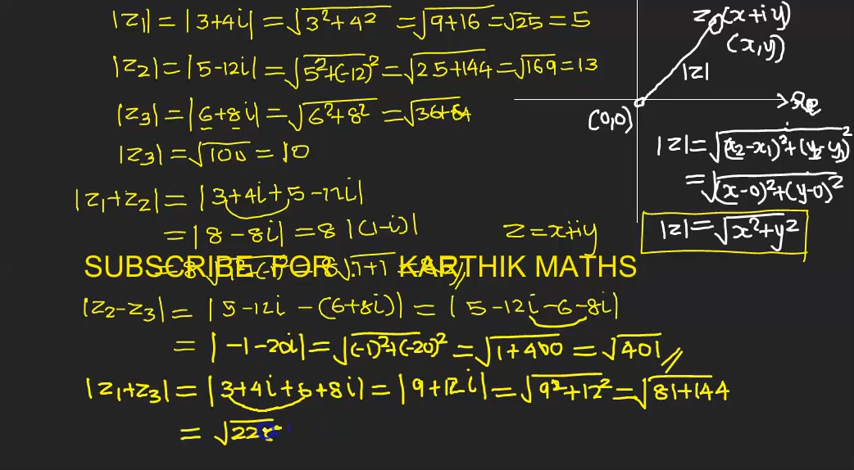 |z1| = |3+4i| = √3²+4² = √9+16 = √25 = 5
z (x+iy)
(x,y)
|z2| = |5-12i| = √5²+(-12)² = √25+144 = √169 = 13
|z|
|z3| = |6+8i| = √6²+8² = √36+64
(0,0)
|z3| = √100 = 10
|z| = √(x2-x1)²+(y2-y1)²
= √(x-0)²+(y-0)²
|z1+z2| = |3+4i+5-12i|
= |8-8i| = 8 |(1-i)|
z = x+iy
|z| = √x²+y²
SUBSCRIBE FOR KARTHIK MATHS
|z2-z3| = |5-12i-(6+8i)| = |5-12i-6-8i|
= |-1-20i| = √(-1)²+(-20)² = √1+400 = √401
|z1+z3| = |3+4i+6+8i| = |9+12i| = √9²+12² = √81+144
= √225